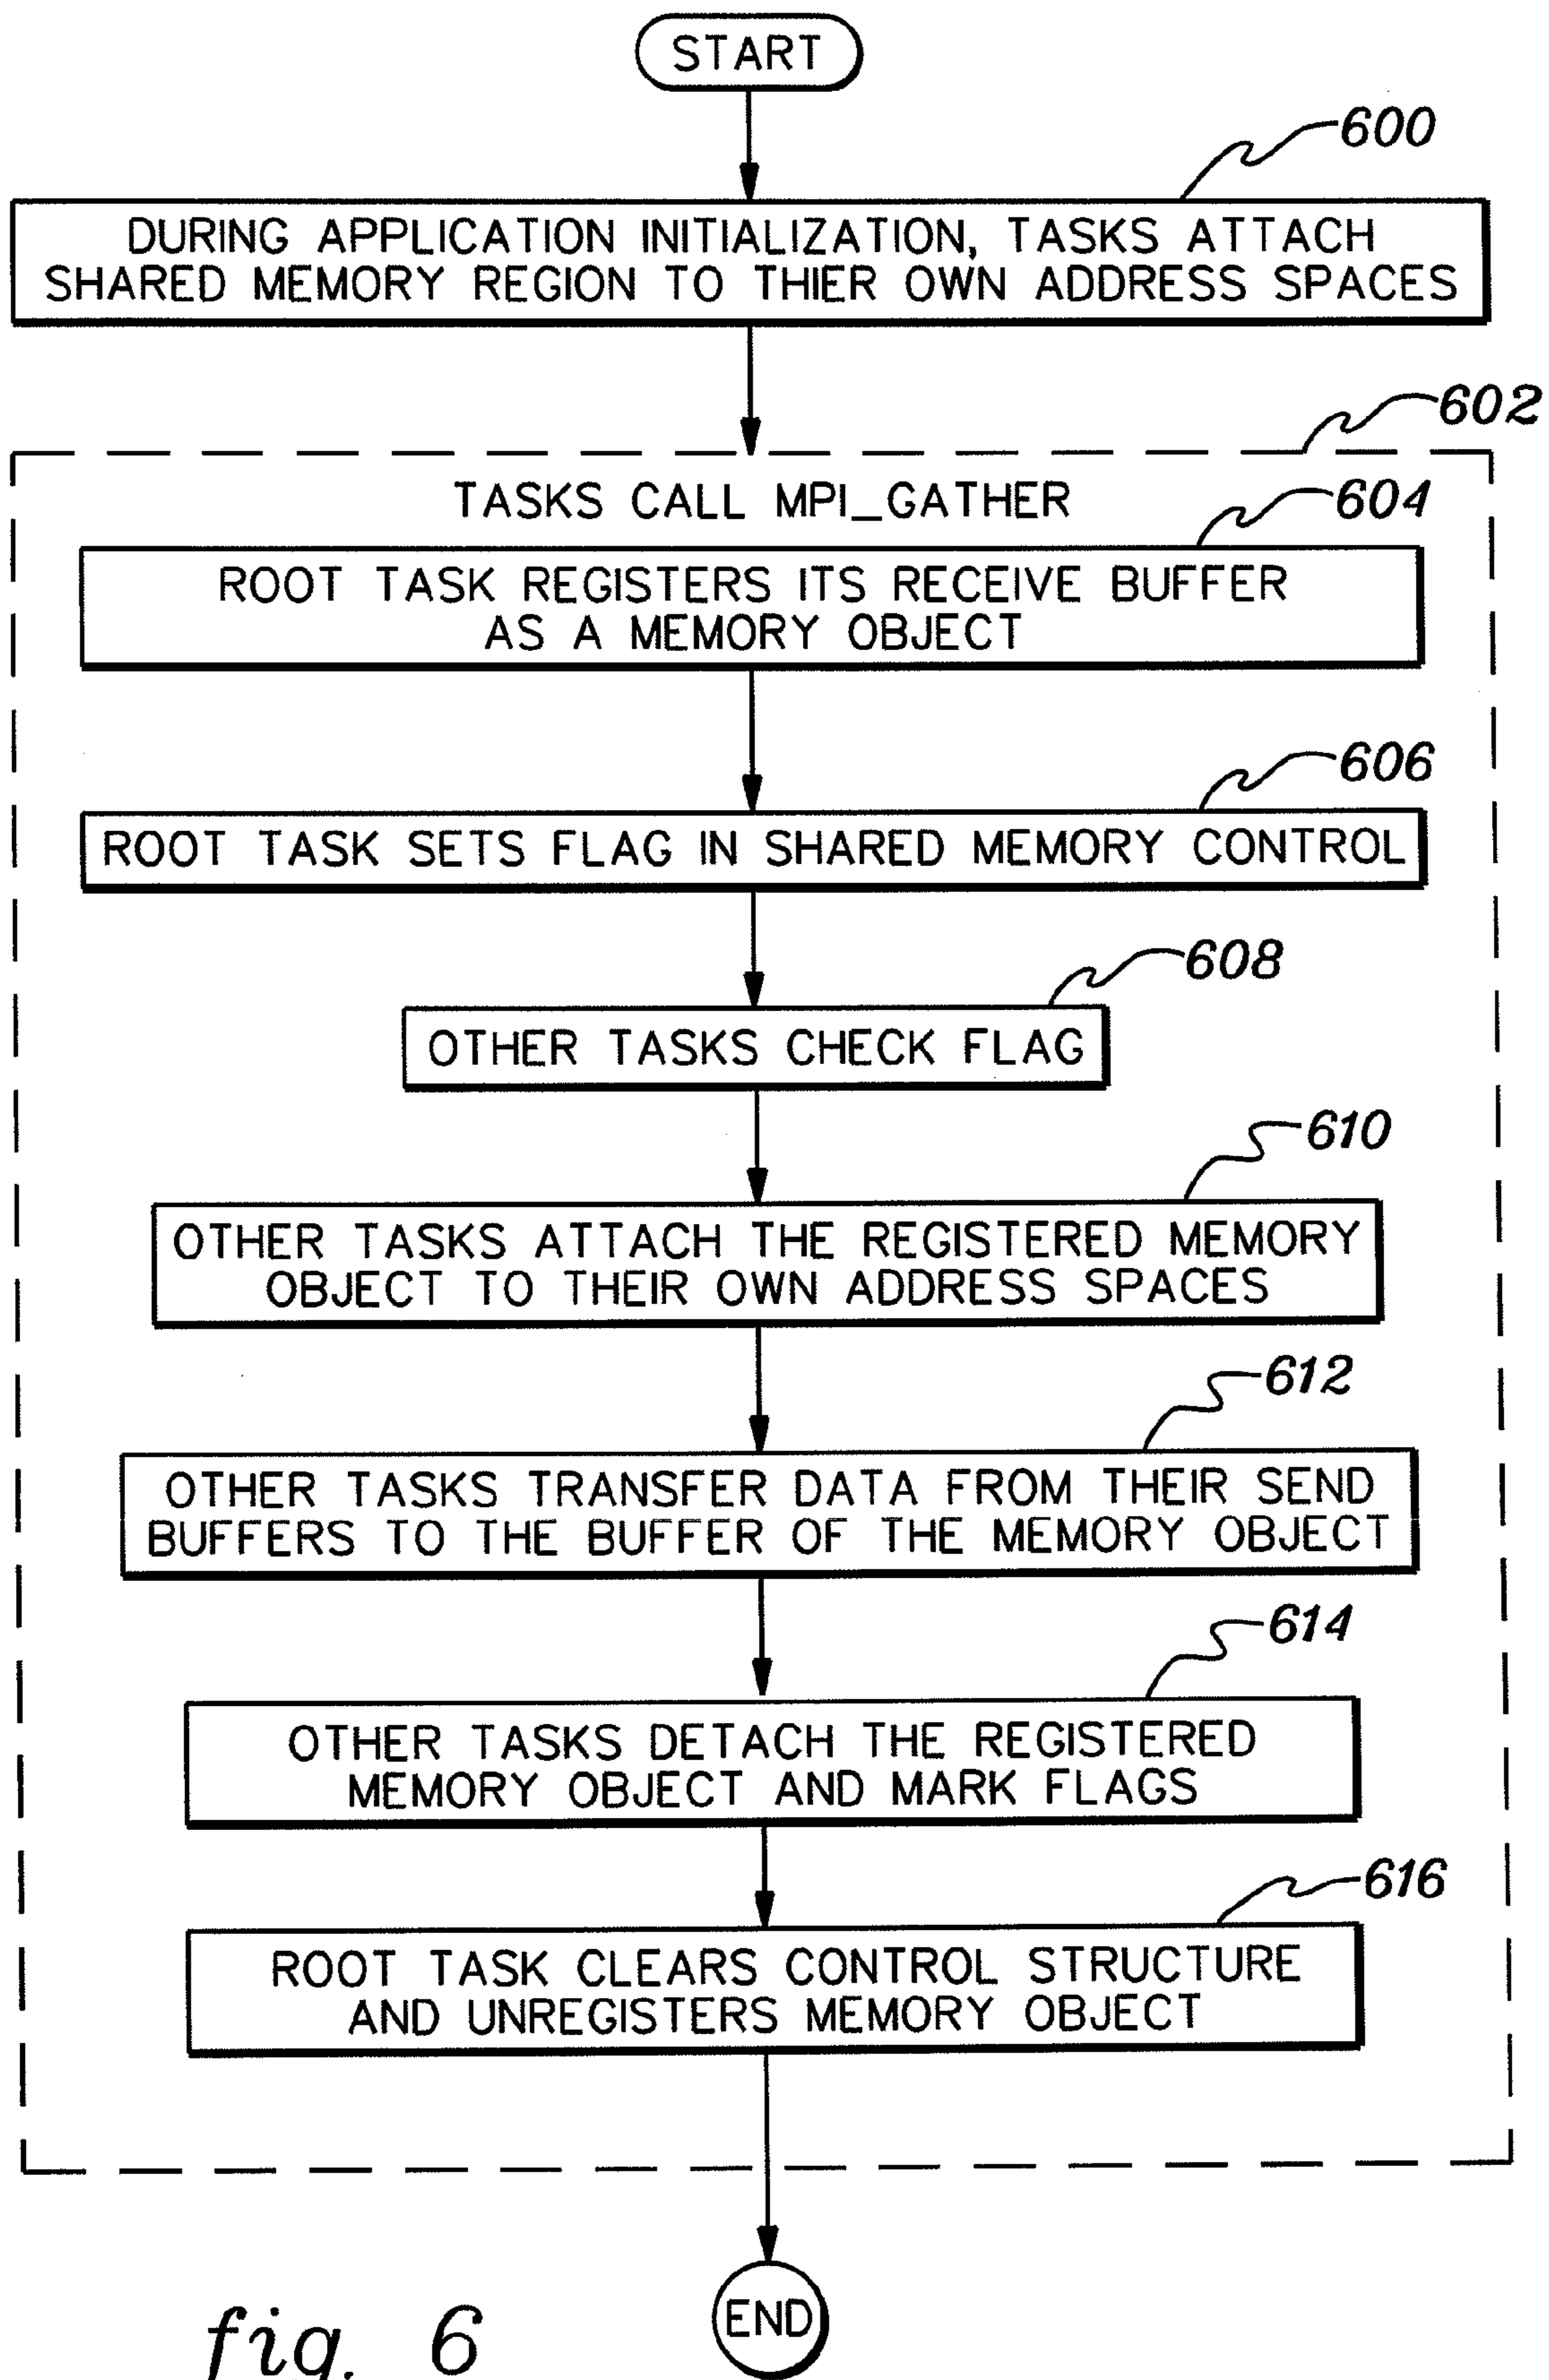 START
600
DURING APPLICATION INITIALIZATION, TASKS ATTACH
SHARED MEMORY REGION TO THIER OWN ADDRESS SPACES
602
TASKS CALL MPI_GATHER
604
ROOT TASK REGISTERS ITS RECEIVE BUFFER
AS A MEMORY OBJECT
606
ROOT TASK SETS FLAG IN SHARED MEMORY CONTROL
608
OTHER TASKS CHECK FLAG
610
OTHER TASKS ATTACH THE REGISTERED MEMORY
OBJECT TO THEIR OWN ADDRESS SPACES
612
OTHER TASKS TRANSFER DATA FROM THEIR SEND
BUFFERS TO THE BUFFER OF THE MEMORY OBJECT
614
OTHER TASKS DETACH THE REGISTERED
MEMORY OBJECT AND MARK FLAGS
616
ROOT TASK CLEARS CONTROL STRUCTURE
AND UNREGISTERS MEMORY OBJECT
END
fig. 6